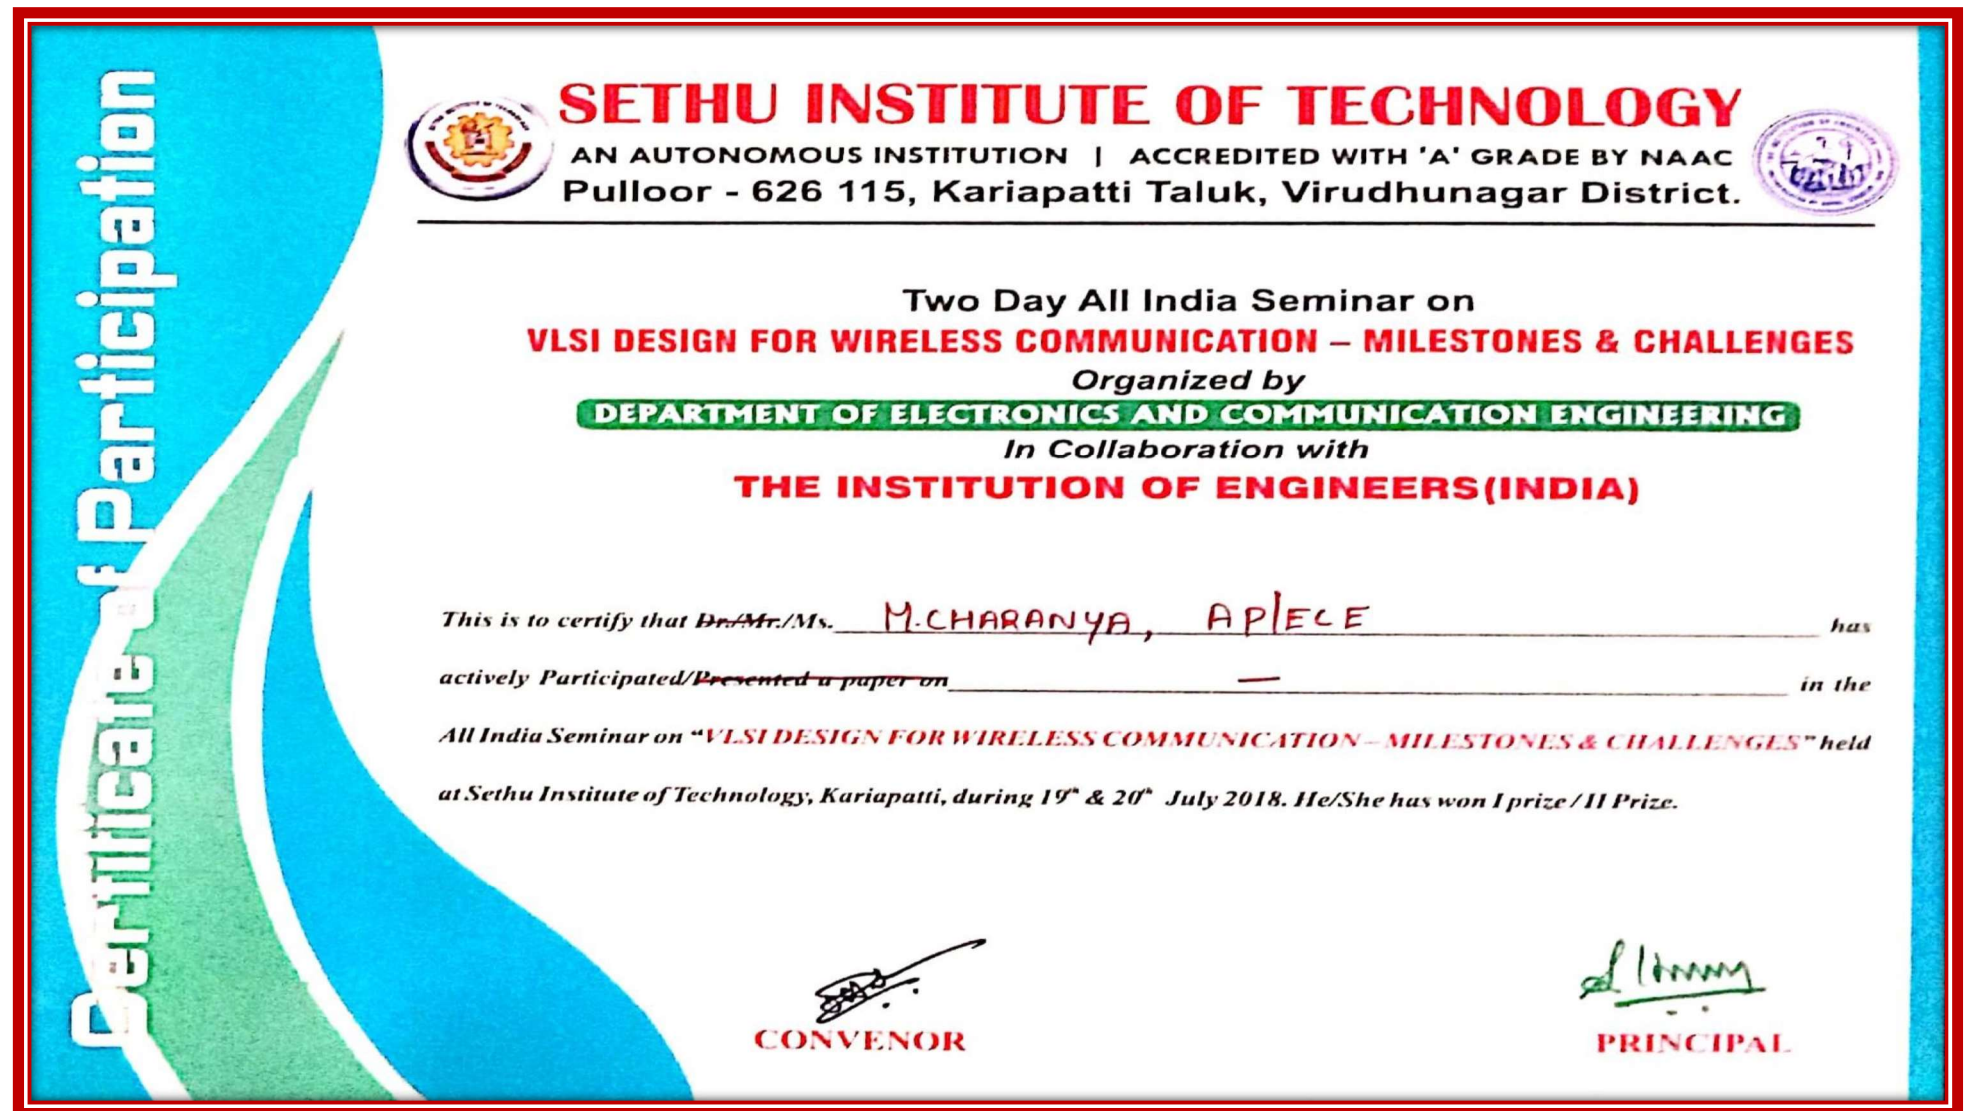 Certificate of Participation
SETHU INSTITUTE OF TECHNOLOGY
AN AUTONOMOUS INSTITUTION | ACCREDITED WITH 'A' GRADE BY NAAC
Pulloor - 626 115, Kariapatti Taluk, Virudhunagar District.
Two Day All India Seminar on
VLSI DESIGN FOR WIRELESS COMMUNICATION – MILESTONES & CHALLENGES
Organized by
DEPARTMENT OF ELECTRONICS AND COMMUNICATION ENGINEERING
In Collaboration with
THE INSTITUTION OF ENGINEERS(INDIA)
This is to certify that Dr./Mr./Ms. M.CHARANYA, AP/ECE has
actively Participated/Presented a paper on — in the
All India Seminar on “VLSI DESIGN FOR WIRELESS COMMUNICATION – MILESTONES & CHALLENGES” held
at Sethu Institute of Technology, Kariapatti, during 19th & 20th July 2018. He/She has won I prize / II Prize.
CONVENOR
PRINCIPAL